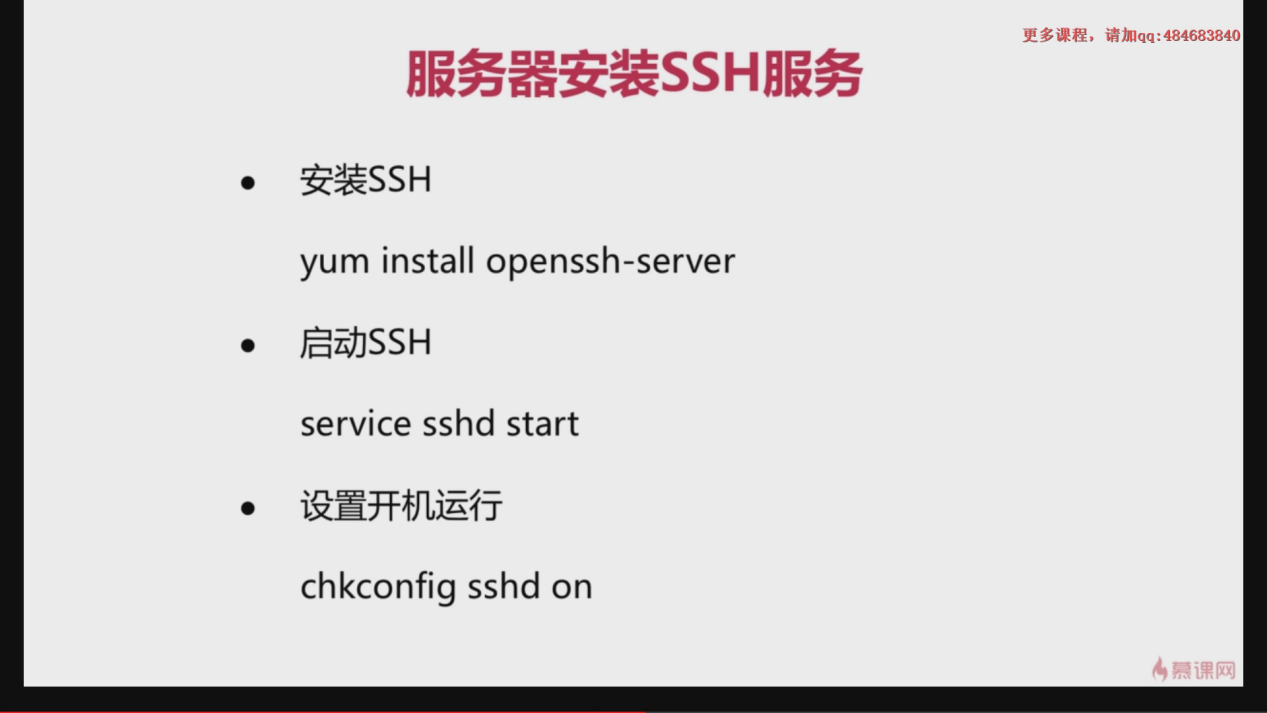 更多课程，请加qq:484683840
服务器安装SSH服务
● 安装SSH
yum install openssh-server
● 启动SSH
service sshd start
● 设置开机运行
chkconfig sshd on
慕课网